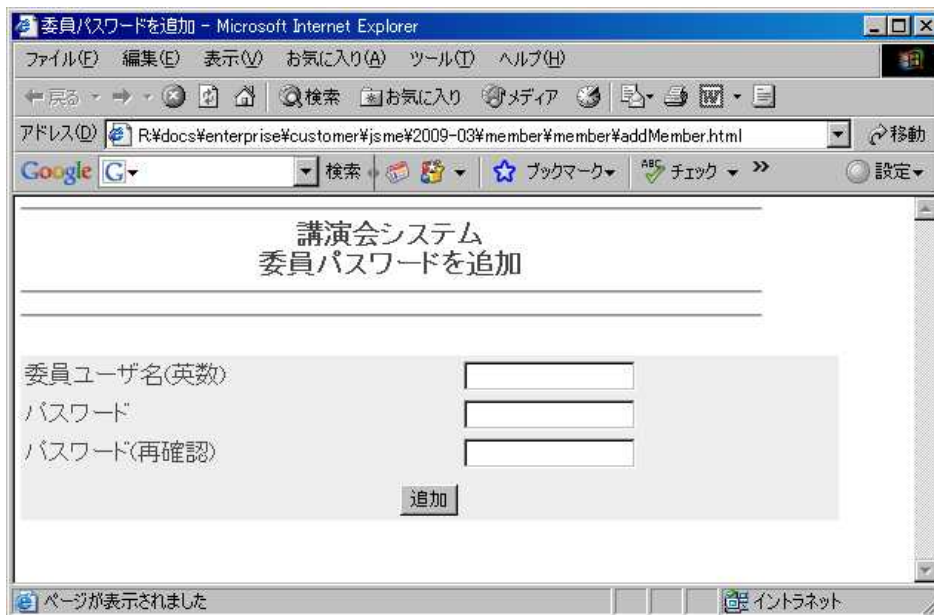 委員パスワードを追加 - Microsoft Internet Explorer
ファイル(F) 編集(E) 表示(V) お気に入り(A) ツール(T) ヘルプ(H)
戻る 検索 お気に入り メディア
アドレス(D) R:¥docs¥enterprise¥customer¥jsme¥2009-03¥member¥member¥addMember.html 移動
Google G 検索 ブックマーク ABC チェック » 設定
講演会システム
委員パスワードを追加
委員ユーザ名(英数)
パスワード
パスワード(再確認)
追加
ページが表示されました イントラネット